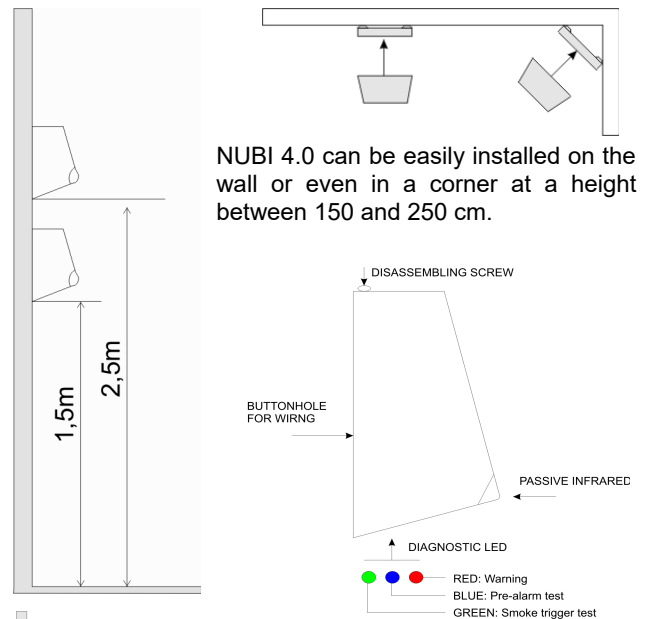 NUBI 4.0 can be easily installed on the
wall or even in a corner at a height
between 150 and 250 cm.
1,5m
2,5m
DISASSEMBLING SCREW
BUTTONHOLE
FOR WIRNG
PASSIVE INFRARED
DIAGNOSTIC LED
RED: Warning
BLUE: Pre-alarm test
GREEN: Smoke trigger test